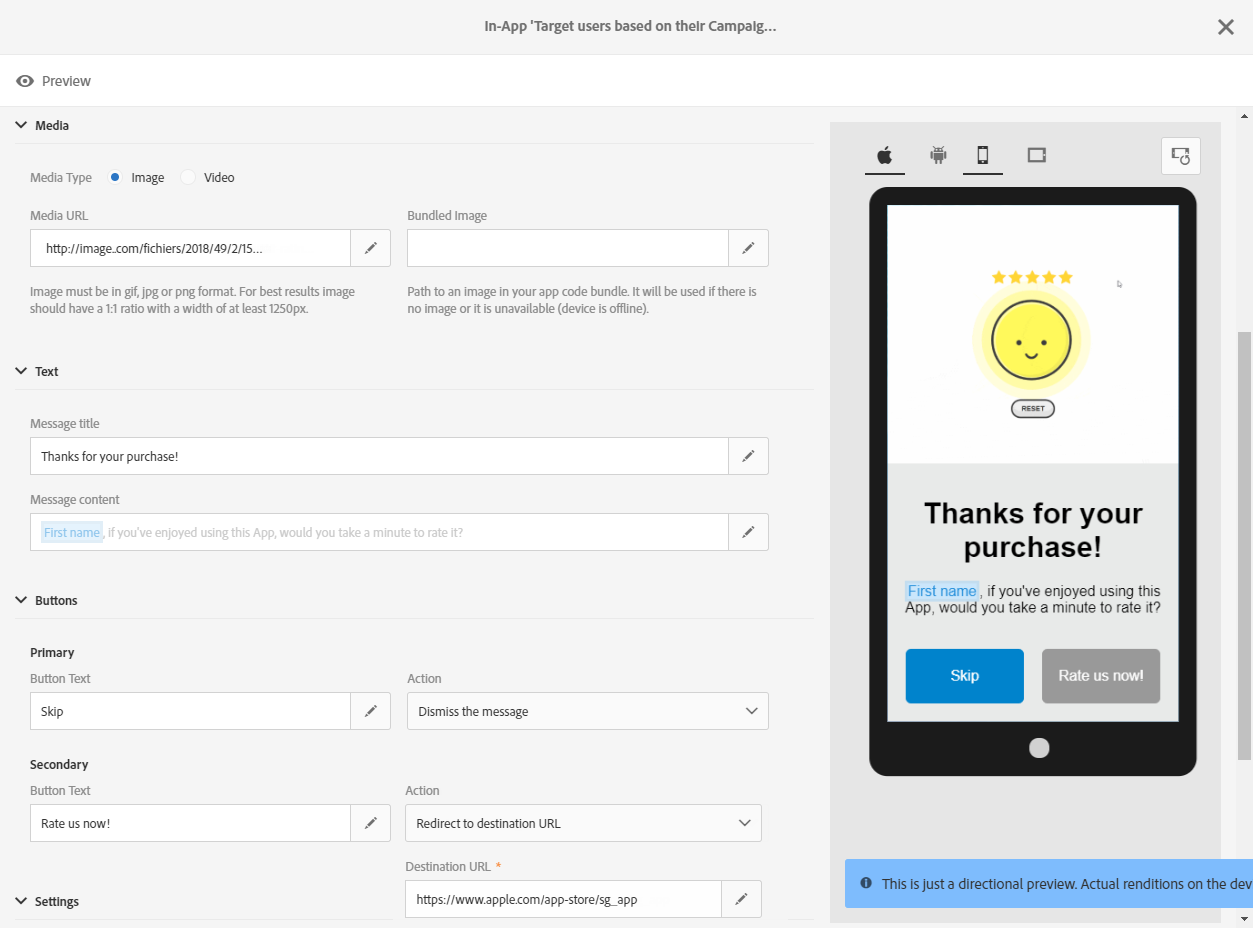 In-App 'Target users based on their Campaig...
Preview
Media
Media Type
Image
Video
Media URL
Bundled Image
http://image..com/fichiers/2018/49/2/15...
Image must be in gif, jpg or png format. For best results image
should have a 1:1 ratio with a width of at least 1250px.
Path to an image in your app code bundle. It will be used if there is
no image or it is unavailable (device is offline).
Text
Message title
Thanks for your purchase!
Message content
First name, if you've enjoyed using this App, would you take a minute to rate it?
Buttons
Primary
Button Text
Action
Skip
Dismiss the message
Secondary
Button Text
Action
Rate us now!
Redirect to destination URL
Destination URL *
https://www.apple.com/app-store/sg_app
Settings
RESET
Thanks for your
purchase!
First name, if you've enjoyed using this
App, would you take a minute to rate it?
Skip
Rate us now!
This is just a directional preview. Actual renditions on the dev